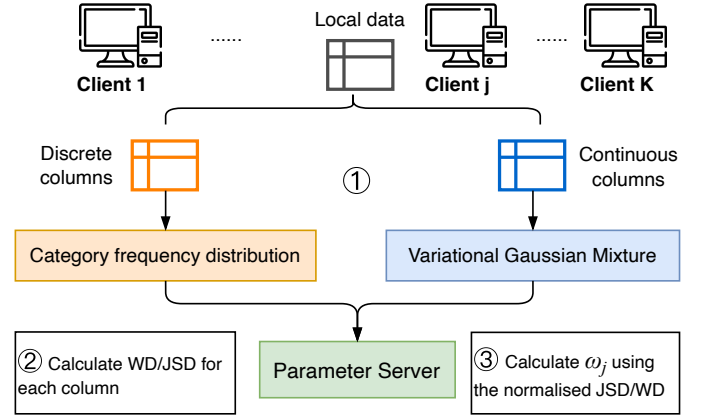 Local data
......
......
Client 1
Client j
Client K
Discrete
columns
①
Continuous
columns
Category frequency distribution
Variational Gaussian Mixture
② Calculate WD/JSD for
each column
Parameter Server
③ Calculate ωj using
the normalised JSD/WD